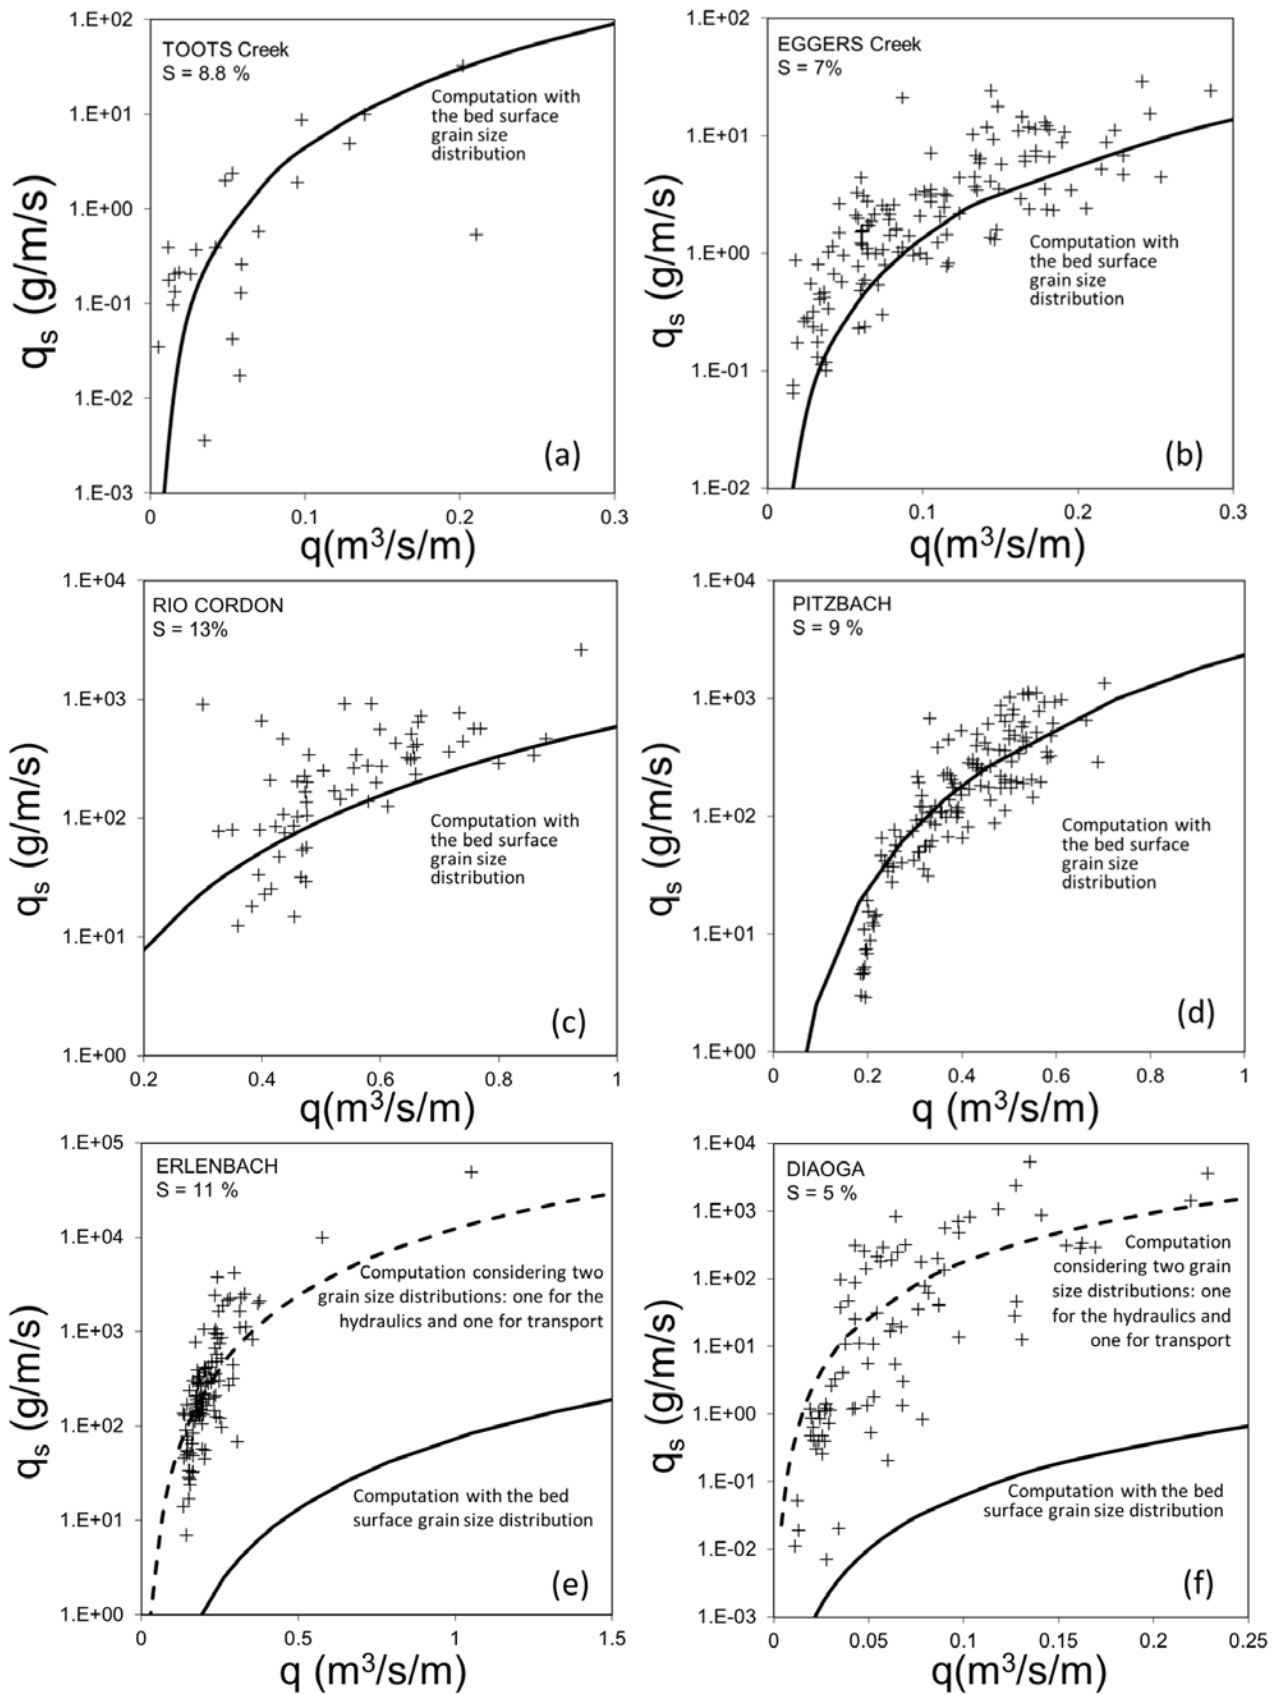 TOOTS Creek
S = 8.8 %
Computation with
the bed surface
grain size
distribution
1.E+02
1.E+01
1.E+00
1.E-01
1.E-02
1.E-03
qs (g/m/s)
(a)
0 0.1 0.2 0.3
q(m³/s/m)
EGGERS Creek
S = 7%
Computation with
the bed surface
grain size
distribution
1.E+02
1.E+01
1.E+00
1.E-01
1.E-02
qs (g/m/s)
(b)
0 0.1 0.2 0.3
q(m³/s/m)
RIO CORDON
S = 13%
Computation with
the bed surface
grain size
distribution
1.E+04
1.E+03
1.E+02
1.E+01
1.E+00
qs (g/m/s)
(c)
0.2 0.4 0.6 0.8 1
q(m³/s/m)
PITZBACH
S = 9 %
Computation with
the bed surface
grain size
distribution
1.E+04
1.E+03
1.E+02
1.E+01
1.E+00
qs (g/m/s)
(d)
0 0.2 0.4 0.6 0.8 1
q (m³/s/m)
ERLENBACH
S = 11 %
Computation considering two
grain size distributions: one for the
hydraulics and one for transport
Computation with the bed
surface grain size distribution
1.E+05
1.E+04
1.E+03
1.E+02
1.E+01
1.E+00
qs (g/m/s)
(e)
0 0.5 1 1.5
q (m³/s/m)
DIAOGA
S = 5 %
Computation
considering two grain
size distributions: one
for the hydraulics and
one for transport
Computation with the bed
surface grain size distribution
1.E+04
1.E+03
1.E+02
1.E+01
1.E+00
1.E-01
1.E-02
1.E-03
qs (g/m/s)
(f)
0 0.05 0.1 0.15 0.2 0.25
q(m³/s/m)